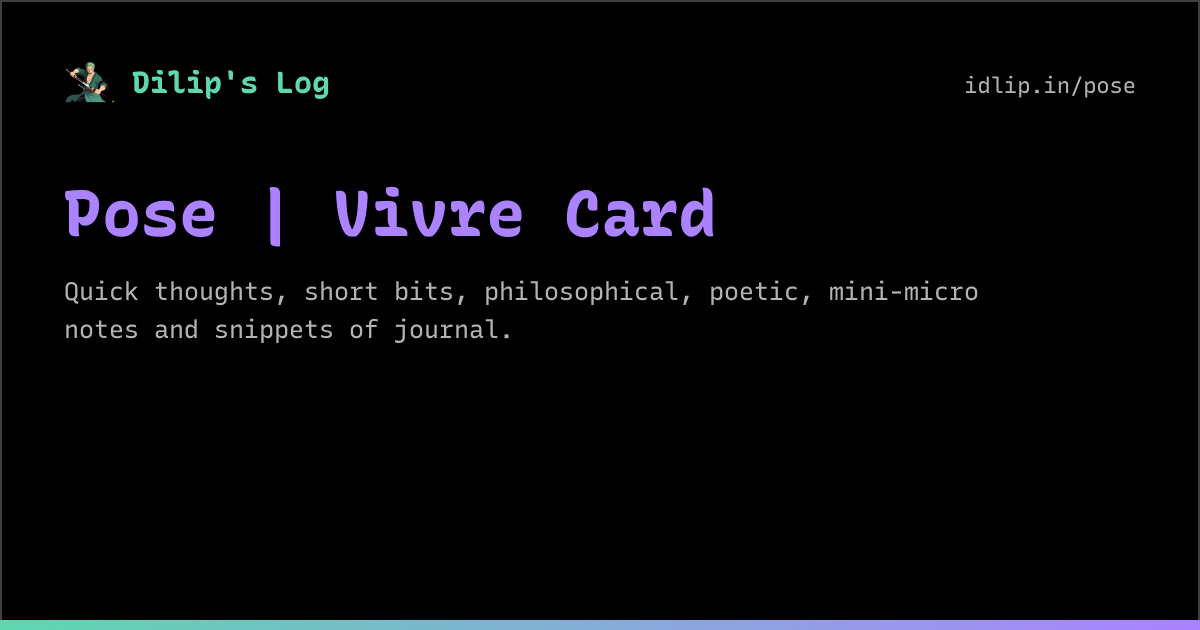 Dilip's Log
idlip.in/pose
Pose | Vivre Card
Quick thoughts, short bits, philosophical, poetic, mini-micro
notes and snippets of journal.